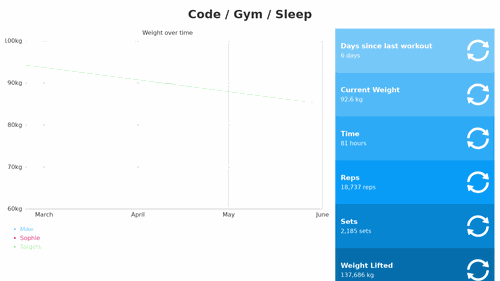 Code / Gym / Sleep
Weight over time
100kg
90kg
80kg
70kg
60kg
March April May June
Mike
Sophie
Targets
Days since last workout
6 days
Current Weight
92.6 kg
Time
81 hours
Reps
18,737 reps
Sets
2,185 sets
Weight Lifted
137,686 kg